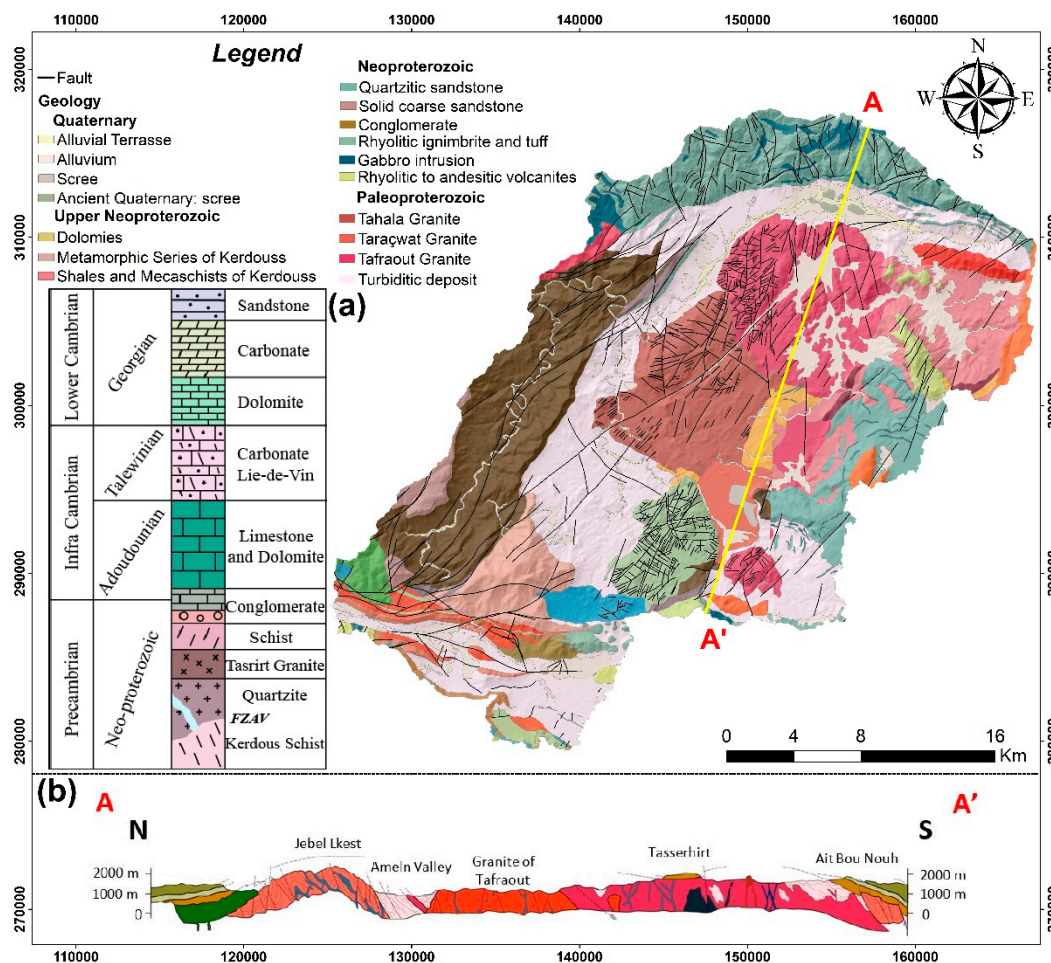 110000 120000 130000 140000 150000 160000
320000
310000
300000
290000
280000
270000
Legend
Fault
Geology
Quaternary
Alluvial Terrasse
Alluvium
Scree
Ancient Quaternary: scree
Upper Neoproterozoic
Dolomies
Metamorphic Series of Kerdouss
Shales and Mecaschists of Kerdouss
Neoproterozoic
Quartzitic sandstone
Solid coarse sandstone
Conglomerate
Rhyolitic ignimbrite and tuff
Gabbro intrusion
Rhyolitic to andesitic volcanites
Paleoproterozoic
Tahala Granite
Taraçwat Granite
Tafraout Granite
Turbiditic deposit
N
W E
S
A
A'
(a)
Lower Cambrian
Georgian
Sandstone
Carbonate
Dolomite
Infra Cambrian
Talewinian
Carbonate
Lie-de-Vin
Adoudounian
Limestone
and Dolomite
Conglomerate
Precambrian
Neo-proterozoic
Schist
Tasrirt Granite
Quartzite
FZAV
Kerdous Schist
0 4 8 16
Km
320000
310000
300000
290000
280000
270000
(b)
A A’
N S
Jebel Lkest
Ameln Valley
Granite of
Tafraout
Tasserhirt
Ait Bou Nouh
2000 m 2000 m
1000 m 1000 m
0 0
110000 120000 130000 140000 150000 160000